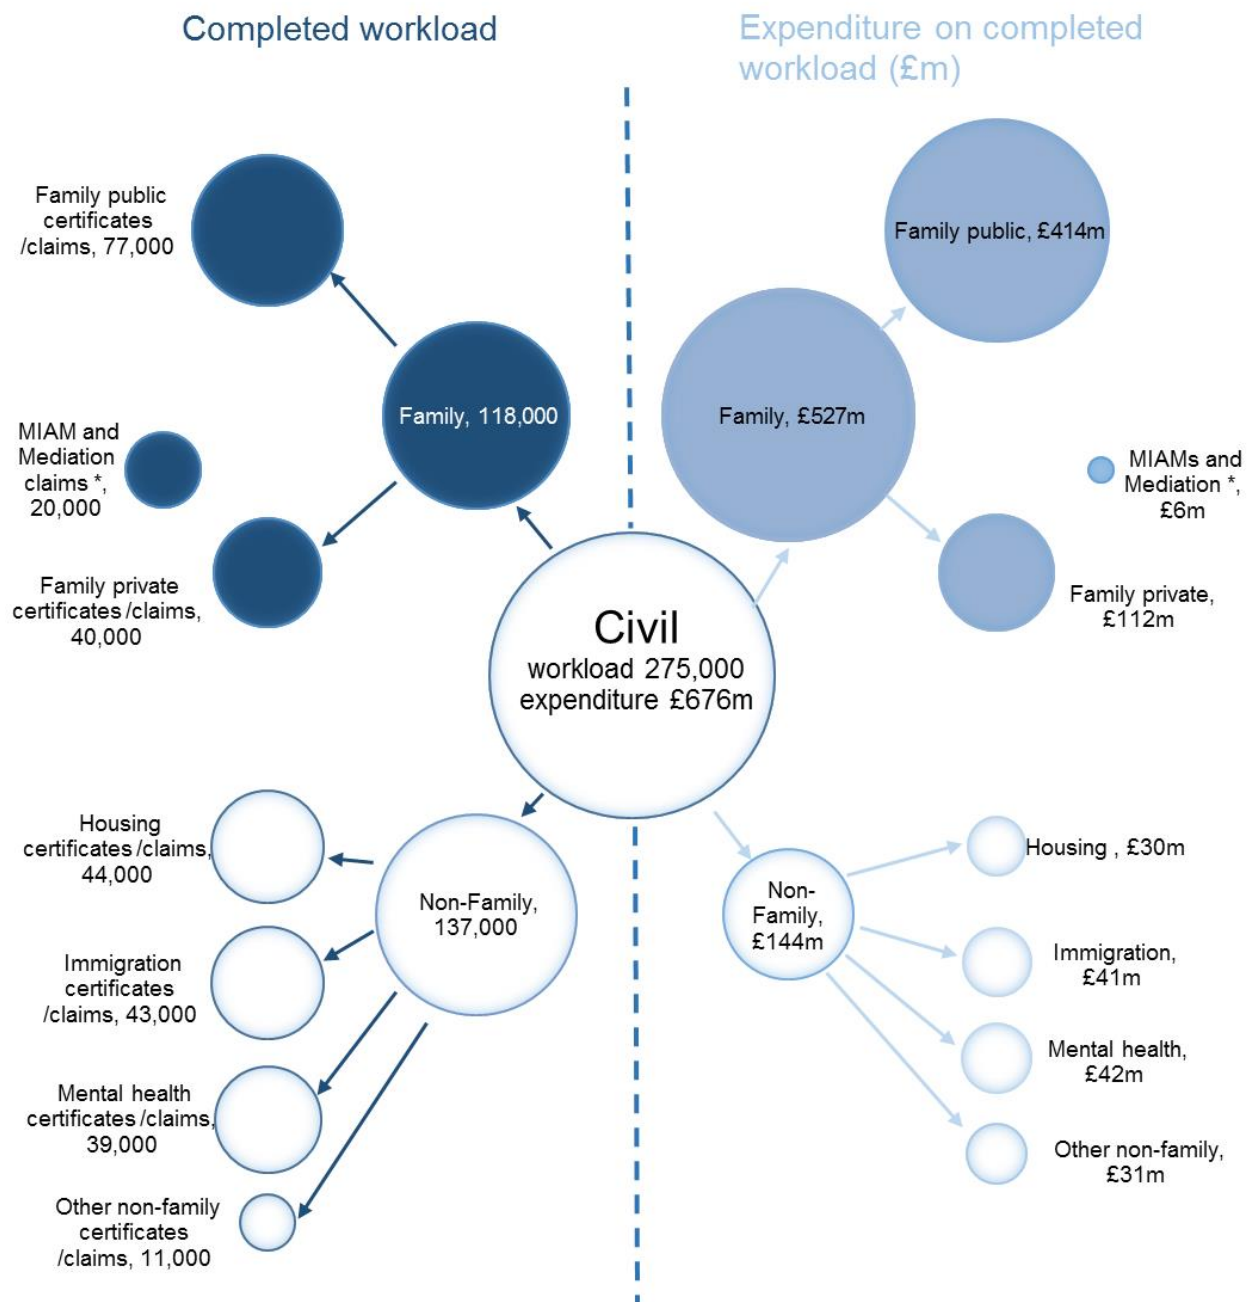 Completed workload
Expenditure on completed
workload (£m)
Family public
certificates
/claims, 77,000
Family public, £414m
Family, 118,000
Family, £527m
MIAM and
Mediation
claims *,
20,000
MIAMs and
Mediation *,
£6m
Family private
certificates /claims,
40,000
Family private,
£112m
Civil
workload 275,000
expenditure £676m
Housing
certificates /claims,
44,000
Non-Family,
137,000
Non-
Family,
£144m
Housing , £30m
Immigration
certificates
/claims, 43,000
Immigration,
£41m
Mental health
certificates /claims,
39,000
Mental health,
£42m
Other non-family
certificates
/claims, 11,000
Other non-family,
£31m